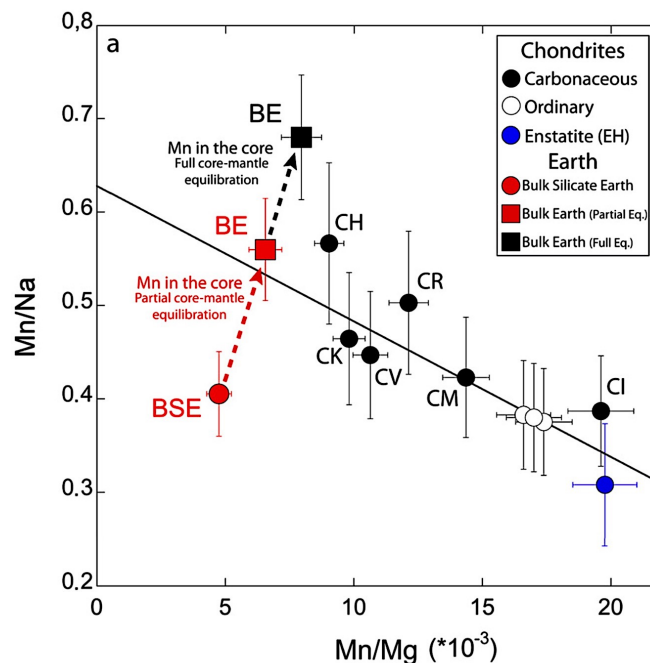 a
0,8
0.7
0.6
0.5
0.4
0.3
0.2
Mn/Na
0
5
10
15
20
Mn/Mg (*10-3)
Chondrites
Carbonaceous
Ordinary
Enstatite (EH)
Earth
Bulk Silicate Earth
Bulk Earth (Partial Eq.)
Bulk Earth (Full Eq.)
BE
Mn in the core
Full core-mantle
equilibration
BE
Mn in the core
Partial core-mantle
equilibration
BSE
CH
CR
CK
CV
CM
CI